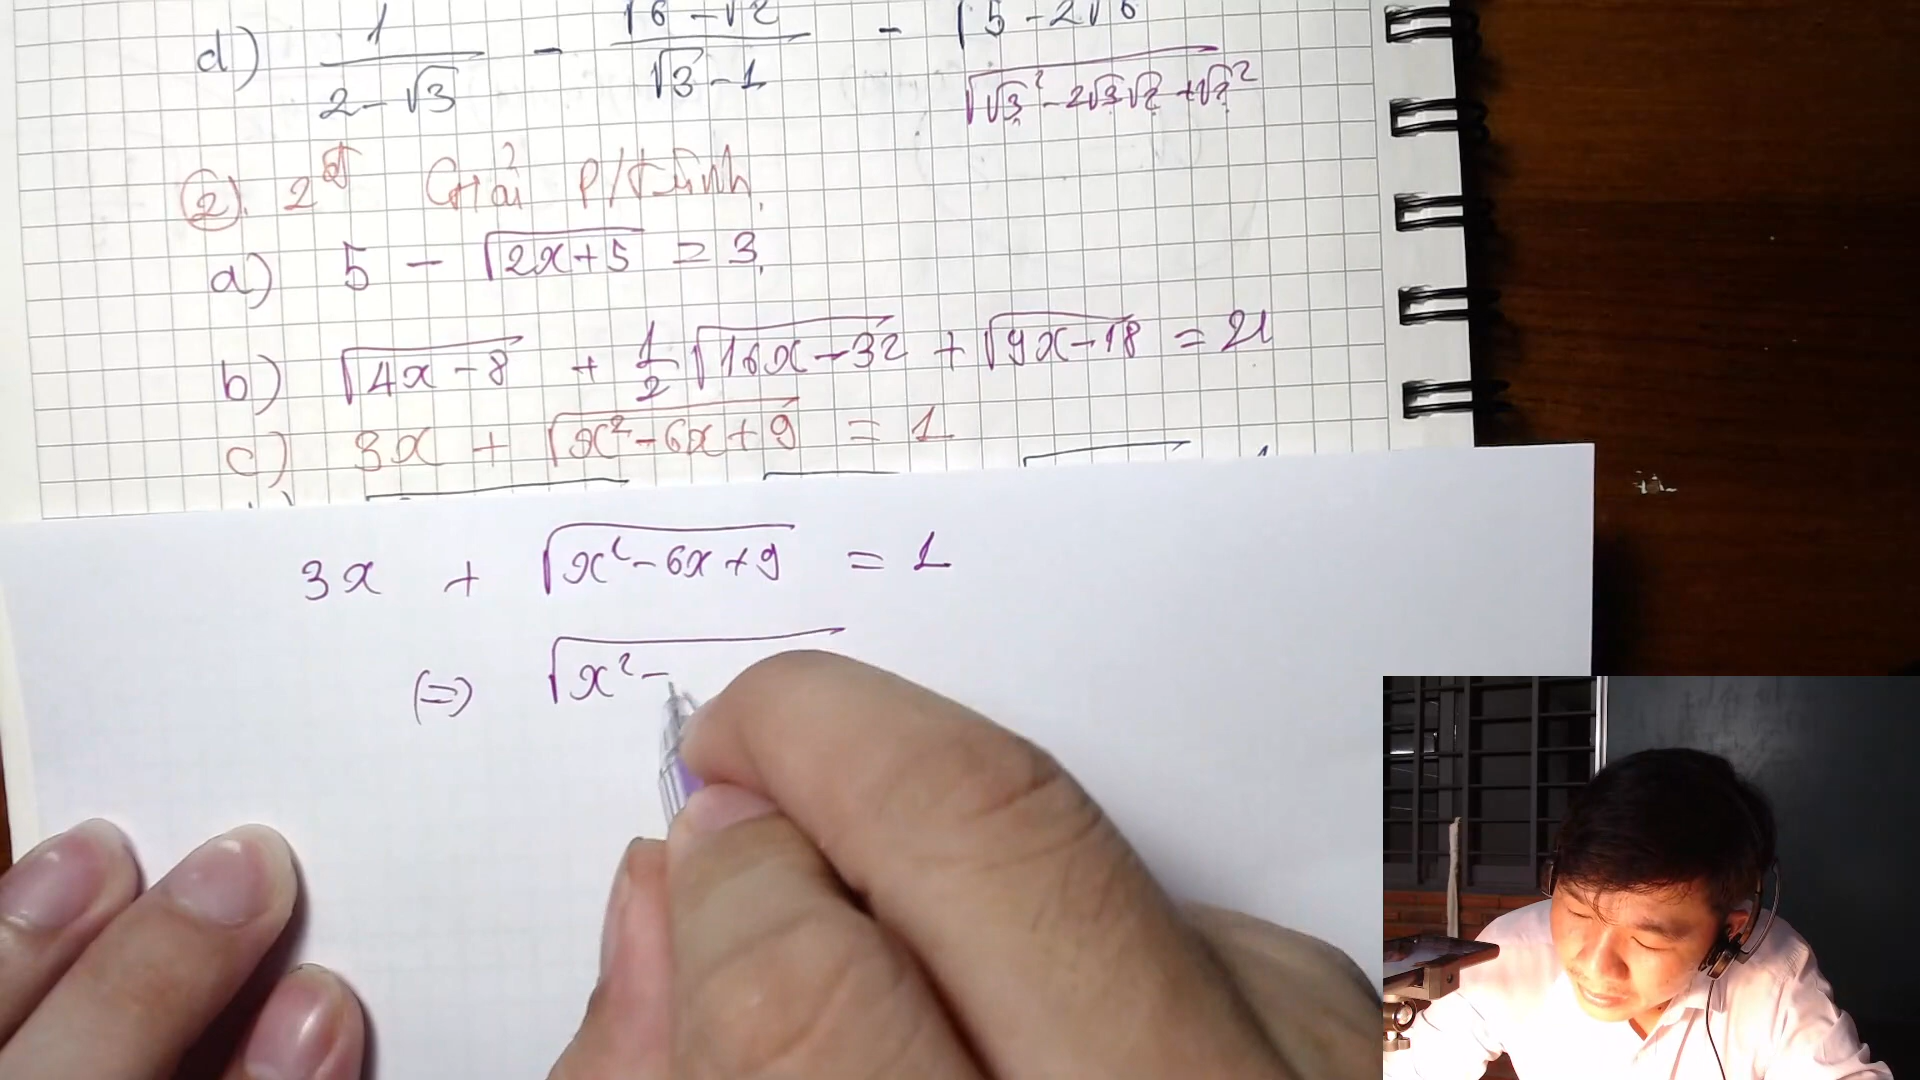 d) 1/(2-√3) - (√6-√2)/(√3-1) - √5-2√6
√(√3² - 2√3√2 + √2²)
②. 2đ Giải p/trình
a) 5 - √(2x+5) = 3
b) √(4x-8) + 1/2 √(16x-32) + √(9x-18) = 21
c) 3x + √(x²-6x+9) = 1
3x + √(x²-6x+9) = 1
(=) √(x²-